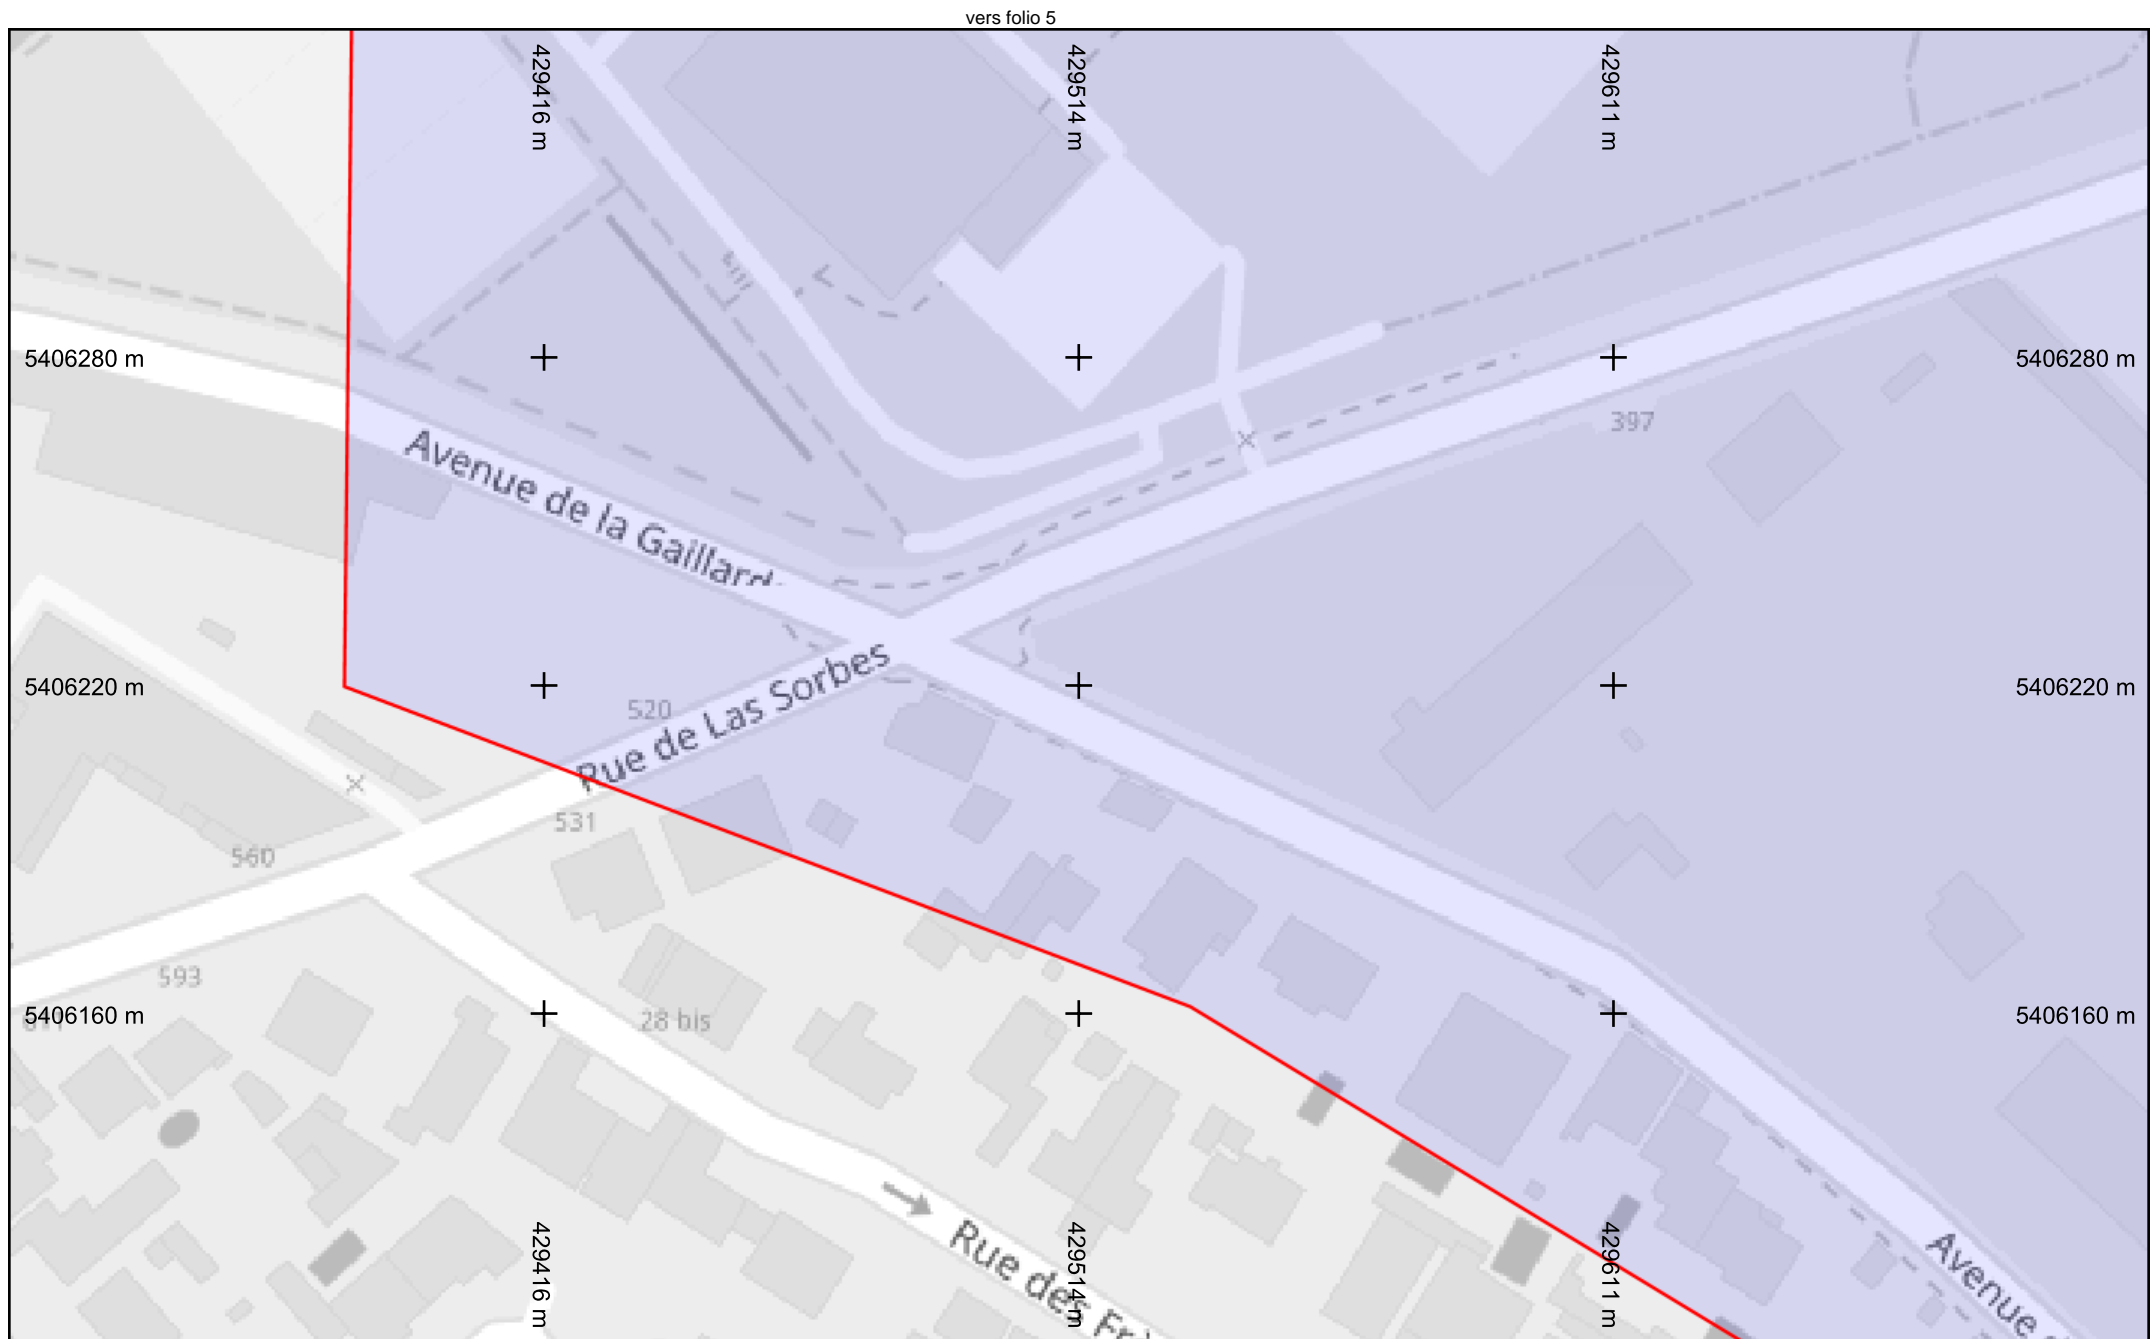 vers folio 5
429416 m
429514 m
429611 m
5406280 m
5406280 m
397
Avenue de la Gaillard
5406220 m
5406220 m
520
Rue de Las Sorbes
531
560
593
5406160 m
28 bis
5406160 m
429416 m
429514 m
429611 m
Rue des
Avenue